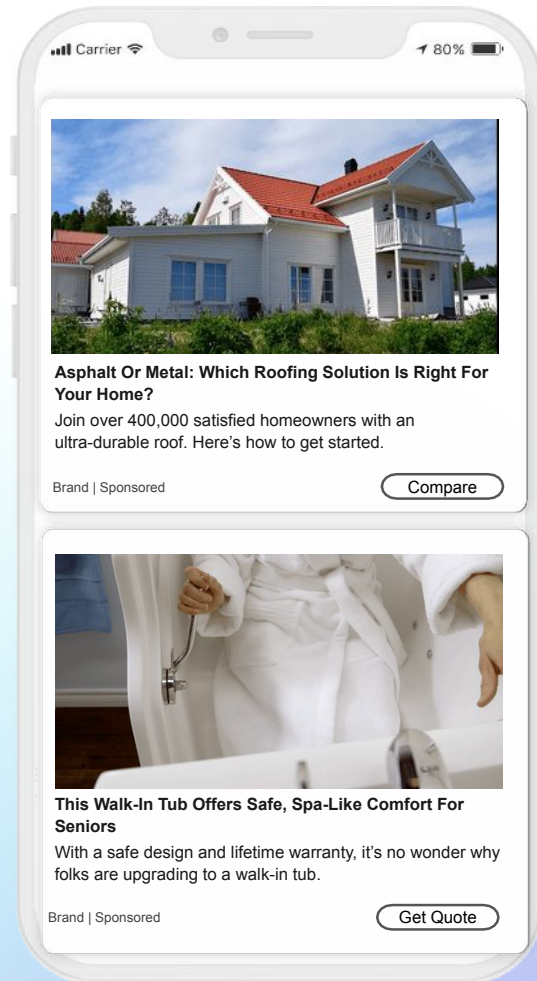 Carrier 80%
Asphalt Or Metal: Which Roofing Solution Is Right For
Your Home?
Join over 400,000 satisfied homeowners with an
ultra-durable roof. Here’s how to get started.
Brand | Sponsored Compare
This Walk-In Tub Offers Safe, Spa-Like Comfort For
Seniors
With a safe design and lifetime warranty, it’s no wonder why
folks are upgrading to a walk-in tub.
Brand | Sponsored Get Quote